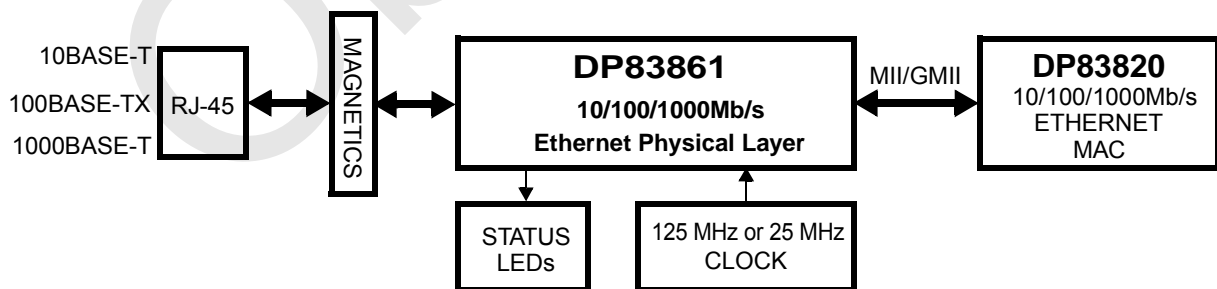 10BASE-T
100BASE-TX
1000BASE-T
RJ-45
MAGNETICS
DP83861
10/100/1000Mb/s
Ethernet Physical Layer
MII/GMII
DP83820
10/100/1000Mb/s
ETHERNET
MAC
STATUS
LEDs
125 MHz or 25 MHz
CLOCK